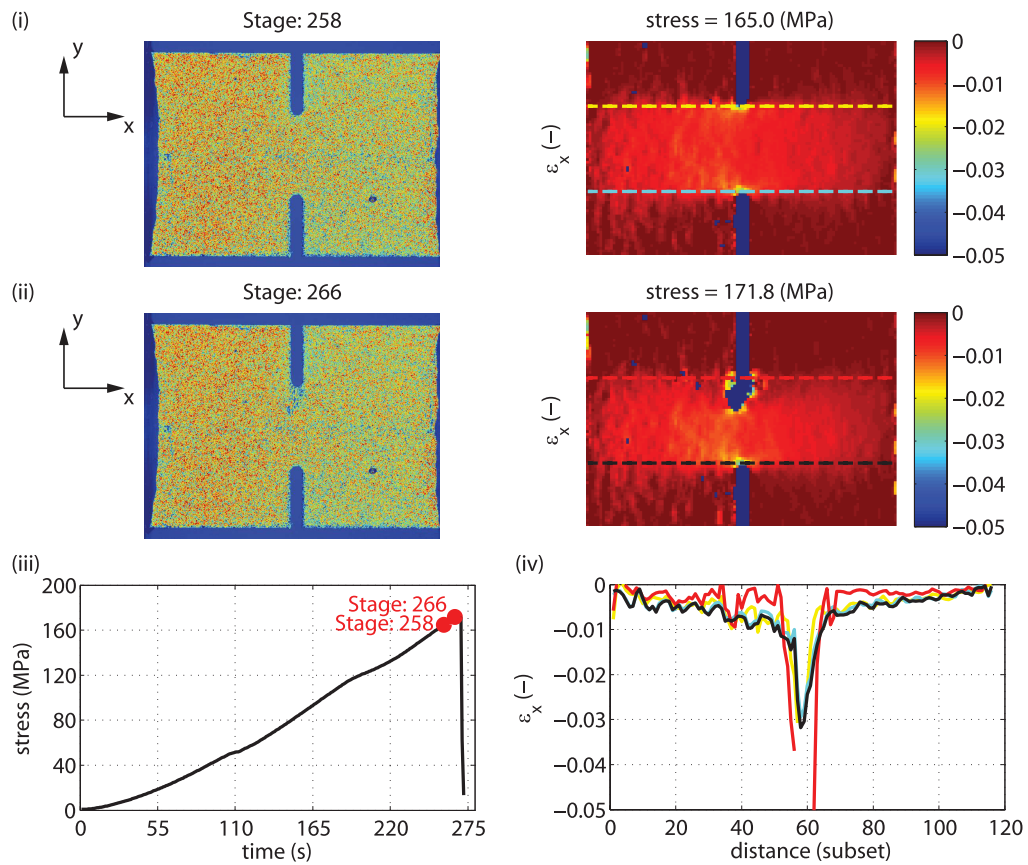 (i)
Stage: 258
stress = 165.0 (MPa)
y
x
εx (−)
0
−0.01
−0.02
−0.03
−0.04
−0.05
(ii)
Stage: 266
stress = 171.8 (MPa)
y
x
εx (−)
0
−0.01
−0.02
−0.03
−0.04
−0.05
(iii)
200
160
120
80
40
0
stress (MPa)
Stage: 266
Stage: 258
0 55 110 165 220 275
time (s)
(iv)
0
−0.01
−0.02
−0.03
−0.04
−0.05
εx (−)
0 20 40 60 80 100 120
distance (subset)